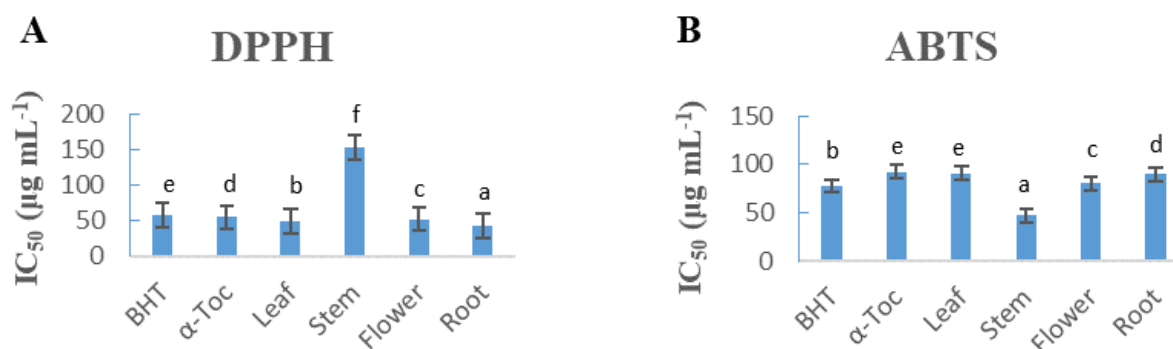 A
DPPH
IC50 (µg mL-1)
200
150
100
50
0
e
d
b
f
c
a
BHT
α-Toc
Leaf
Stem
Flower
Root
B
ABTS
IC50 (µg mL-1)
150
100
50
0
b
e
e
a
c
d
BHT
α-Toc
Leaf
Stem
Flower
Root